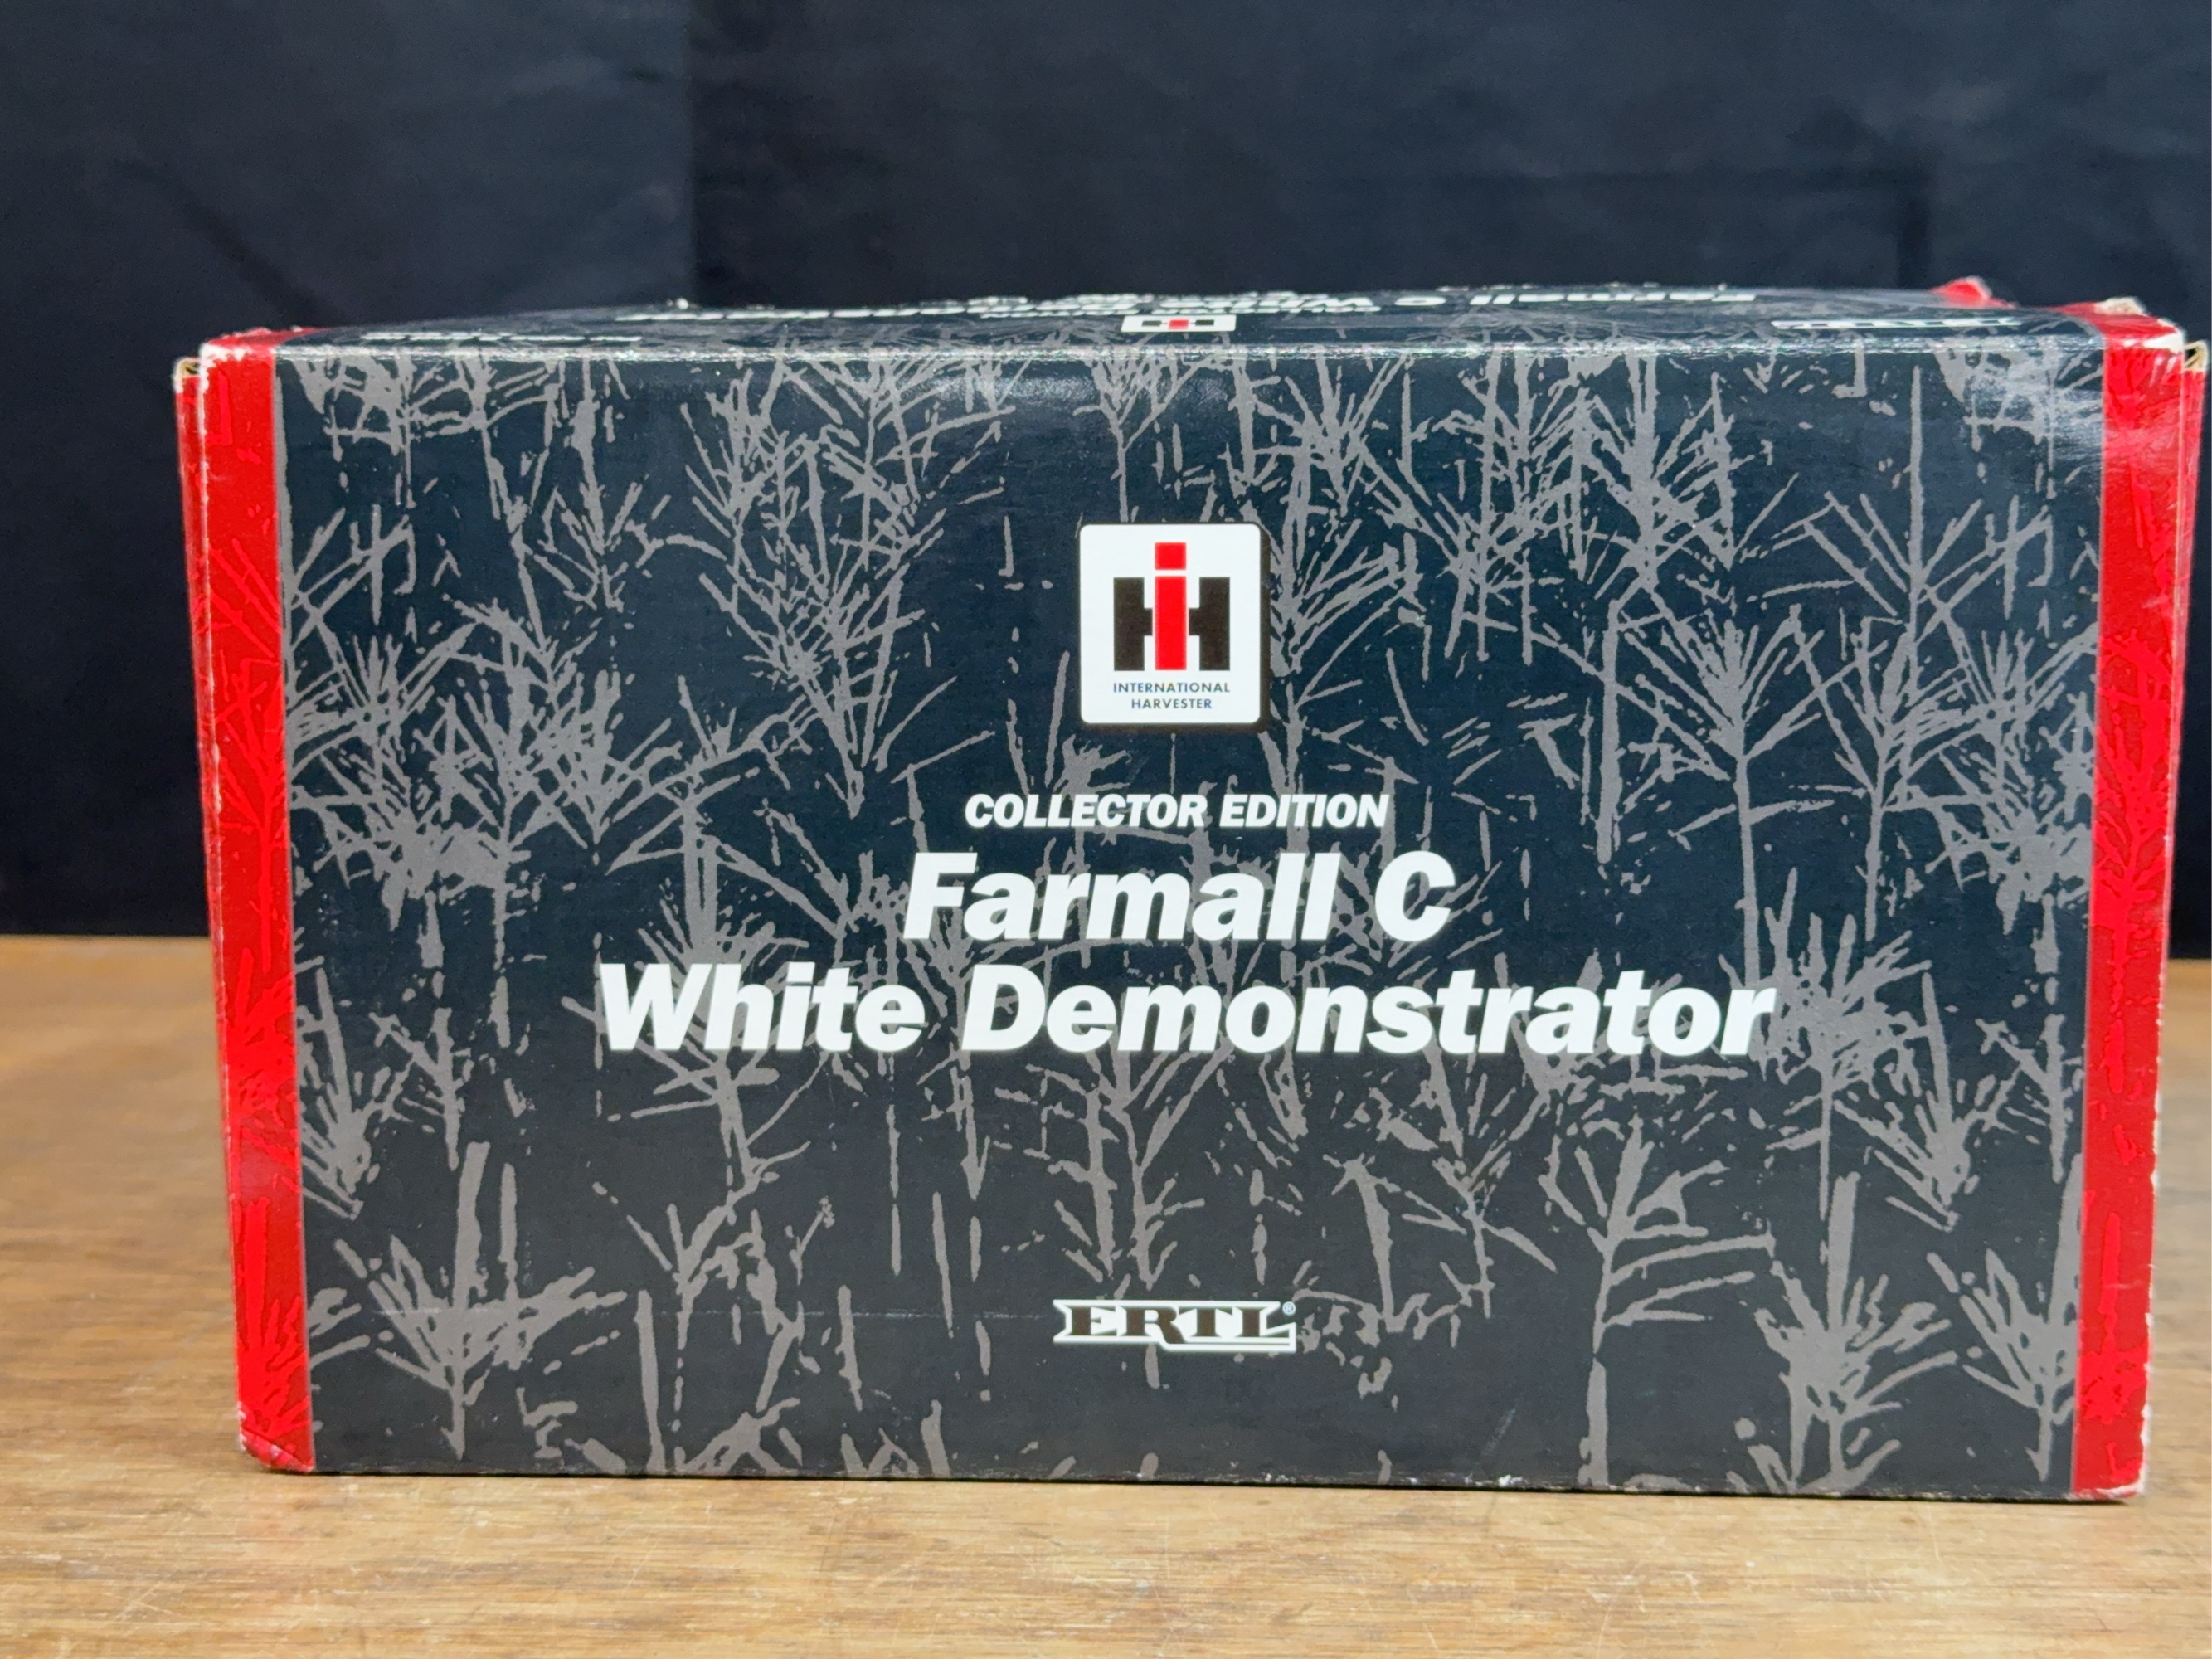 INTERNATIONAL
HARVESTER
COLLECTOR EDITION
Farmall C
White Demonstrator
ERTL®